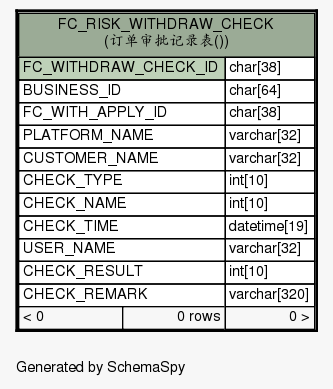 FC_RISK_WITHDRAW_CHECK
(订单审批记录表())
FC_WITHDRAW_CHECK_ID char[38]
BUSINESS_ID char[64]
FC_WITH_APPLY_ID char[38]
PLATFORM_NAME varchar[32]
CUSTOMER_NAME varchar[32]
CHECK_TYPE int[10]
CHECK_NAME int[10]
CHECK_TIME datetime[19]
USER_NAME varchar[32]
CHECK_RESULT int[10]
CHECK_REMARK varchar[320]
< 0 0 rows 0 >
Generated by SchemaSpy